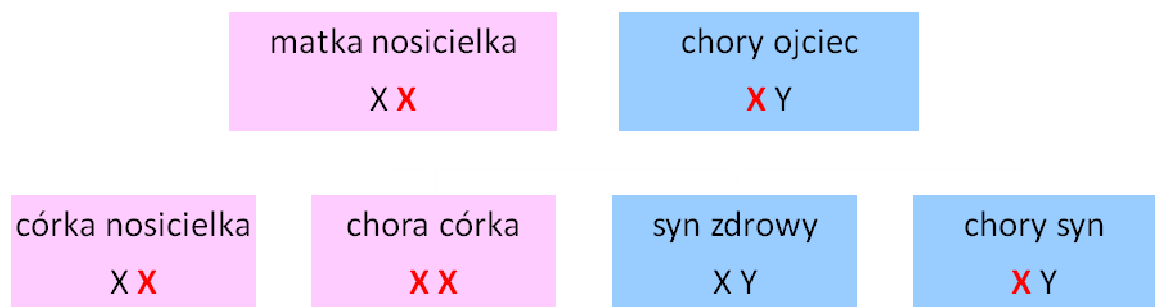 matka nosicielka
X X
chory ojciec
X Y
córka nosicielka
X X
chora córka
X X
syn zdrowy
X Y
chory syn
X Y